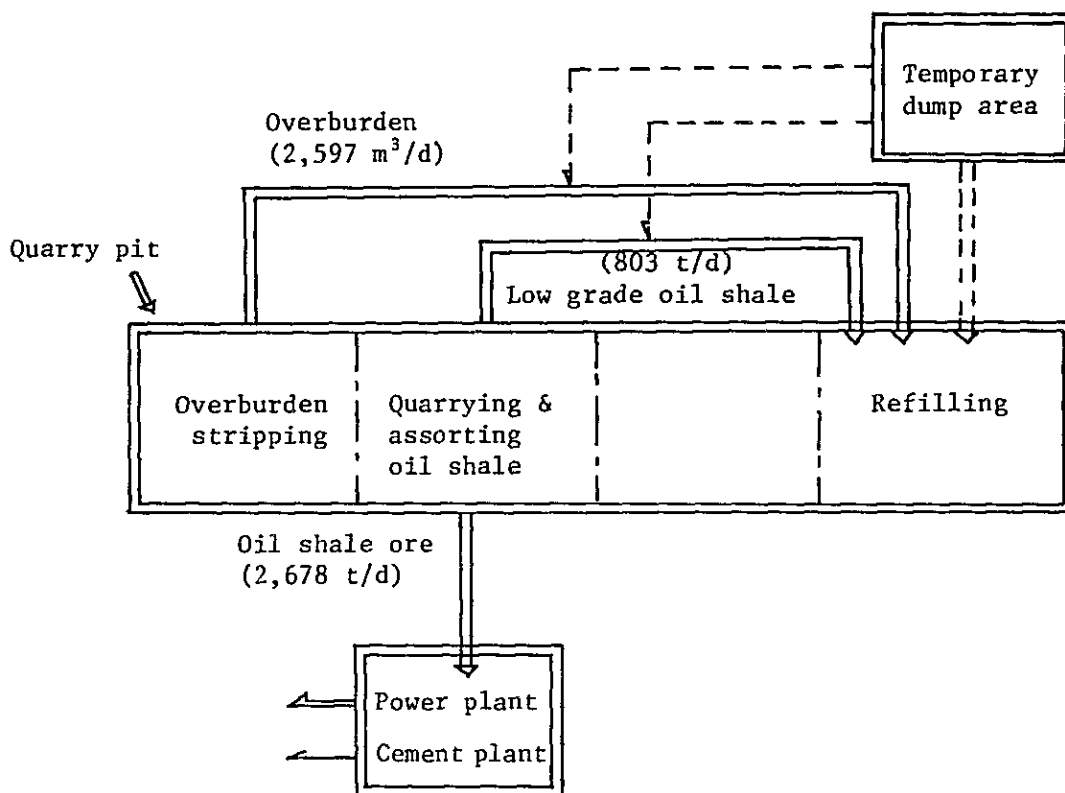 Temporary
dump area
Overburden
(2,597 m³/d)
Quarry pit
(803 t/d)
Low grade oil shale
Overburden
stripping
Quarrying &
assorting
oil shale
Refilling
Oil shale ore
(2,678 t/d)
Power plant
Cement plant